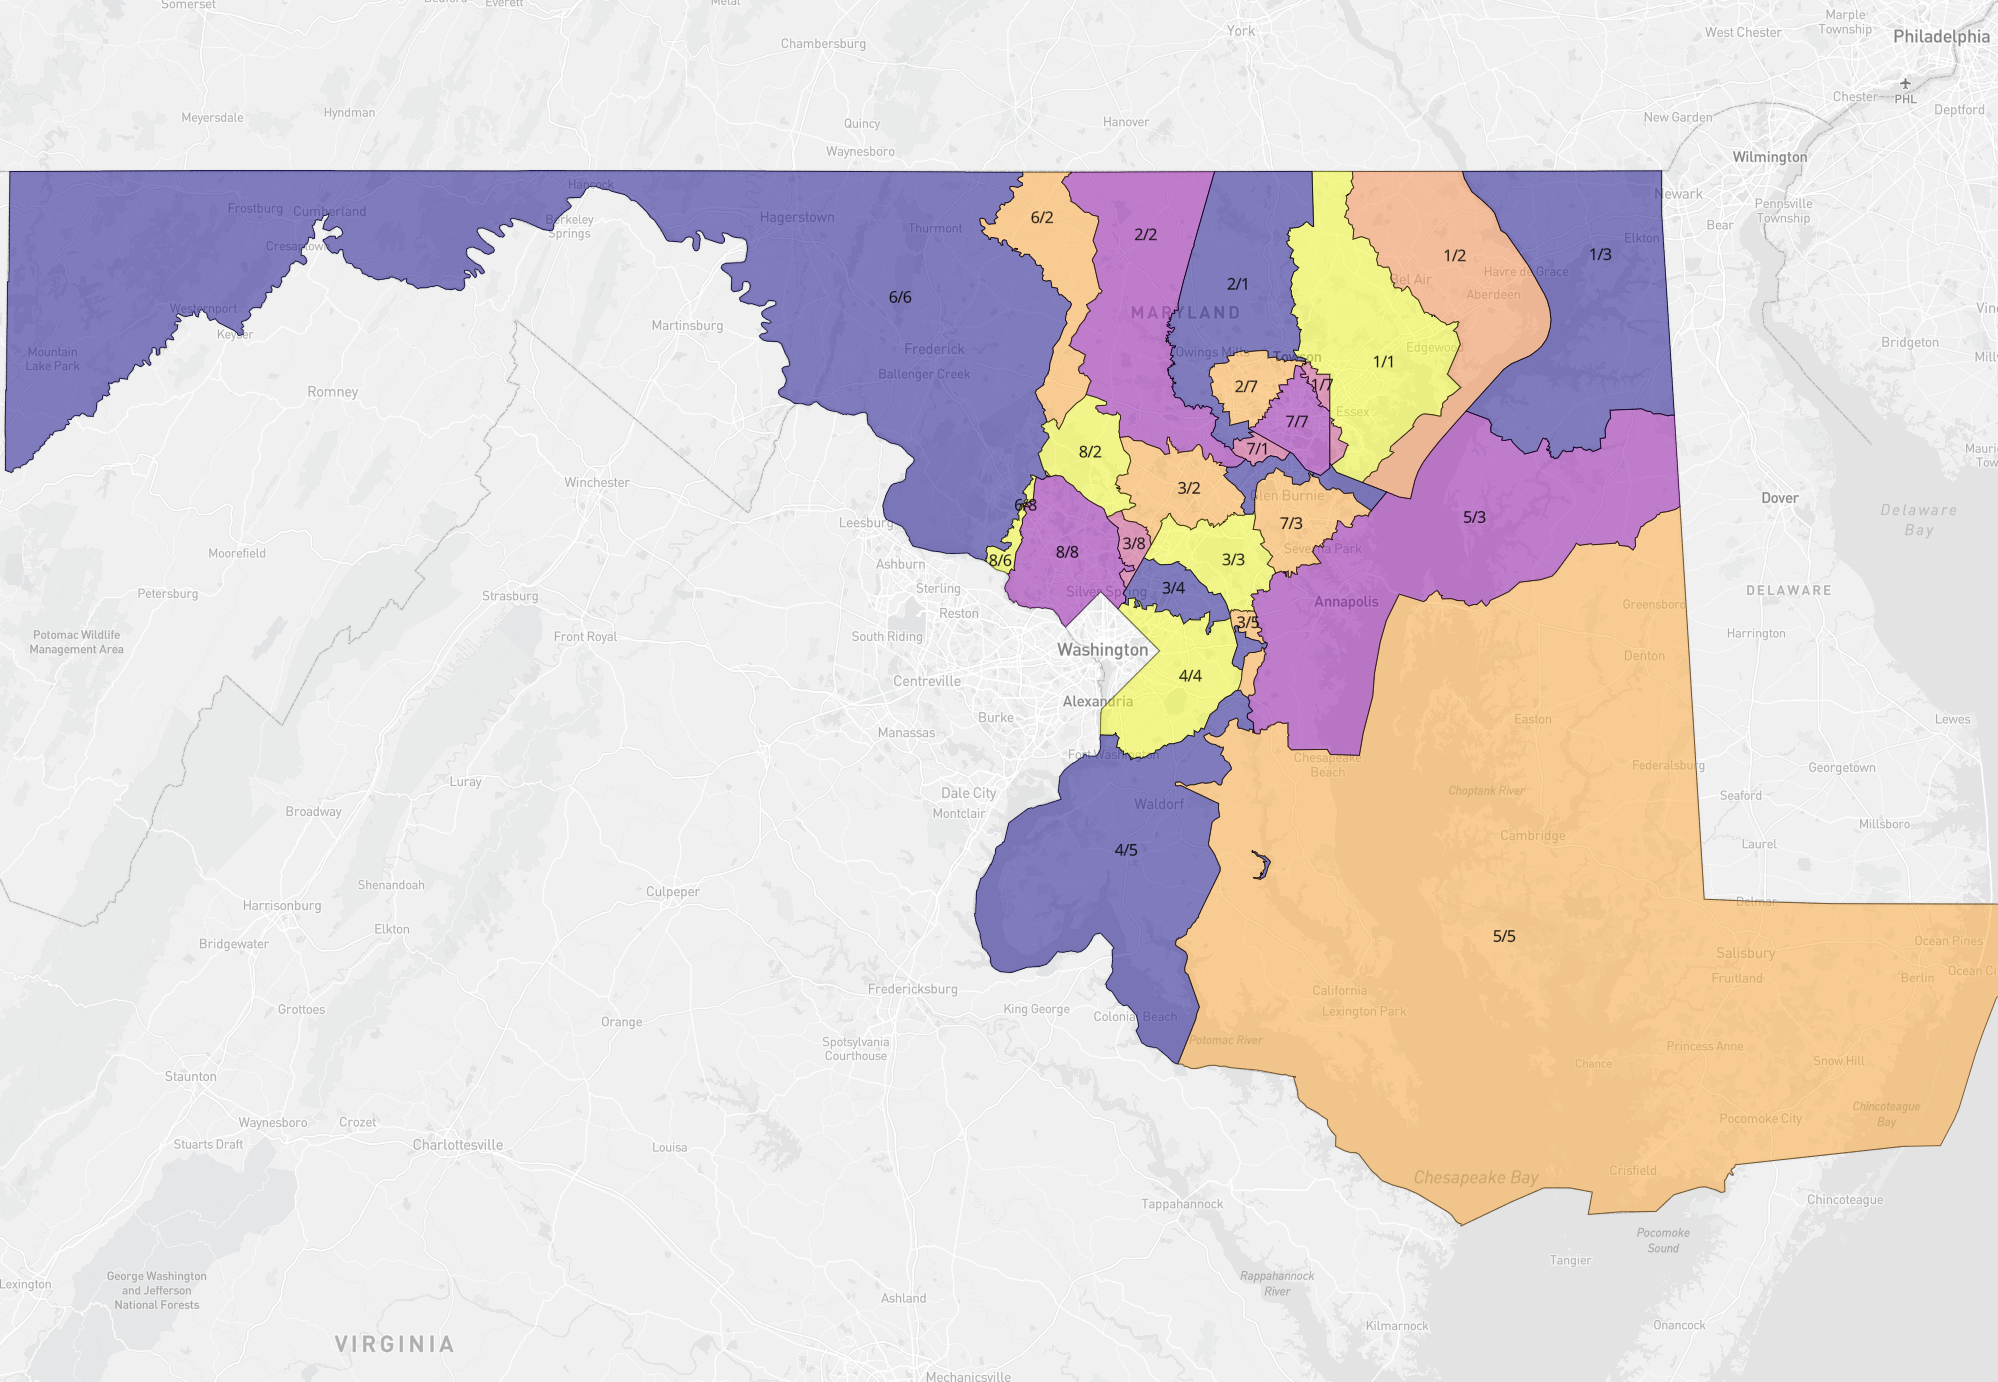 Somerset
Everett
Metal
Chambersburg
York
West Chester
Marple
Township
Philadelphia
Meyersdale
Hyndman
Quincy
Hanover
New Garden
Chester
PHL
Deptford
Waynesboro
Wilmington
Frostburg
Cumberland
Hancock
Berkeley
Springs
Hagerstown
Thurmont
6/2
2/2
Newark
Pennsville
Township
Bear
Cresaptown
Elkton
1/2
1/3
Bel Air
Havre de Grace
Aberdeen
2/1
6/6
Westernport
Keyser
Martinsburg
MARYLAND
Bridgeton
Mountain
Lake Park
Frederick
Ballenger Creek
Owings Mills
Towson
Edgewood
1/1
Romney
2/7
1/7
Essex
7/7
8/2
7/1
Winchester
6/8
3/2
Glen Burnie
Dover
Leesburg
5/3
7/3
Delaware
Bay
Moorefield
8/6
8/8
3/8
3/3
Severna Park
Ashburn
Petersburg
Strasburg
Sterling
Silver Spring
3/4
Annapolis
DELAWARE
Reston
Greensboro
Potomac Wildlife
Management Area
Front Royal
South Riding
3/5
Harrington
Washington
Denton
Centreville
4/4
Alexandria
Burke
Manassas
Easton
Lewes
Fort Washington
Chesapeake
Beach
Federalsburg
Georgetown
Luray
Dale City
Montclair
Choptank River
Seaford
Broadway
Waldorf
Cambridge
Millsboro
4/5
Laurel
Shenandoah
Culpeper
Harrisonburg
Delmar
Elkton
Bridgewater
5/5
Ocean Pines
Salisbury
Fruitland
Berlin
Fredericksburg
California
Grottoes
King George
Colonial Beach
Lexington Park
Orange
Spotsylvania
Courthouse
Potomac River
Princess Anne
Chance
Snow Hill
Staunton
Waynesboro
Crozet
Pocomoke City
Chincoteague
Bay
Stuarts Draft
Charlottesville
Louisa
Chesapeake Bay
Crisfield
Tappahannock
Chincoteague
Pocomoke
Sound
Tangier
Lexington
George Washington
and Jefferson
National Forests
Rappahannock
River
Ashland
Kilmarnock
Onancock
VIRGINIA
Mechanicsville